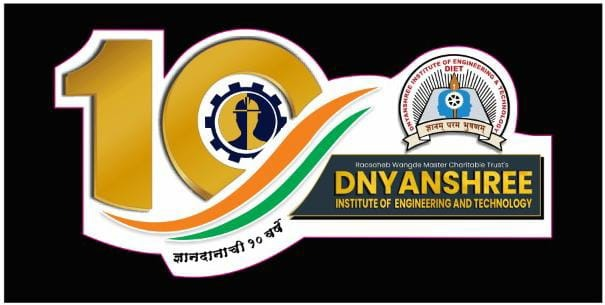 10
DNYANSHREE INSTITUTE OF ENGINEERING & TECHNOLOGY
DIET
ज्ञानम् परम भूषणम्
Raosaheb Wangde Master Charitable Trust's
DNYANSHREE
INSTITUTE OF ENGINEERING AND TECHNOLOGY
ज्ञानदानाची १० वर्षे